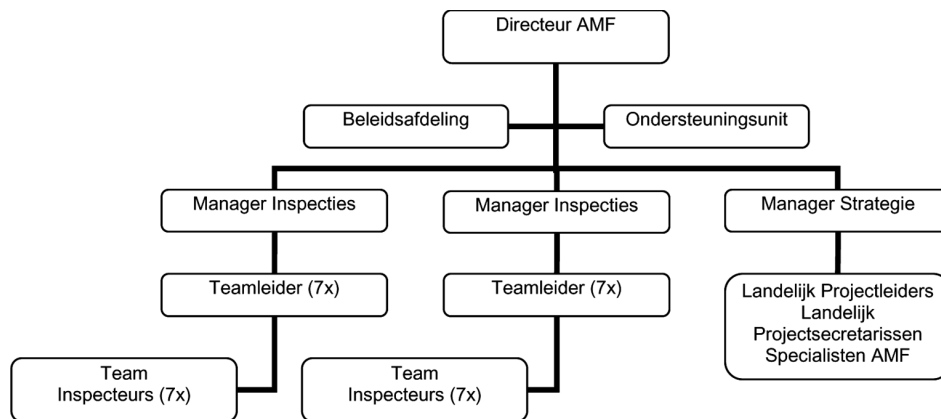 Directeur AMF
Beleidsafdeling
Ondersteuningsunit
Manager Inspecties
Manager Inspecties
Manager Strategie
Teamleider (7x)
Teamleider (7x)
Landelijk Projectleiders
Landelijk
Projectsecretarissen
Specialisten AMF
Team
Inspecteurs (7x)
Team
Inspecteurs (7x)